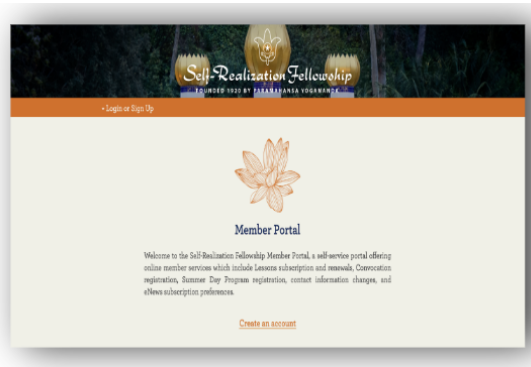 Self-Realization Fellowship
FOUNDED 1920 BY PARAMAHANSA YOGANANDA
• Login or Sign Up
Member Portal
Welcome to the Self-Realization Fellowship Member Portal, a self-service portal offering
online member services which include Lessons subscription and renewals, Convocation
registration, Summer Day Program registration, contact information changes, and
eNews subscription preferences.
Create an account